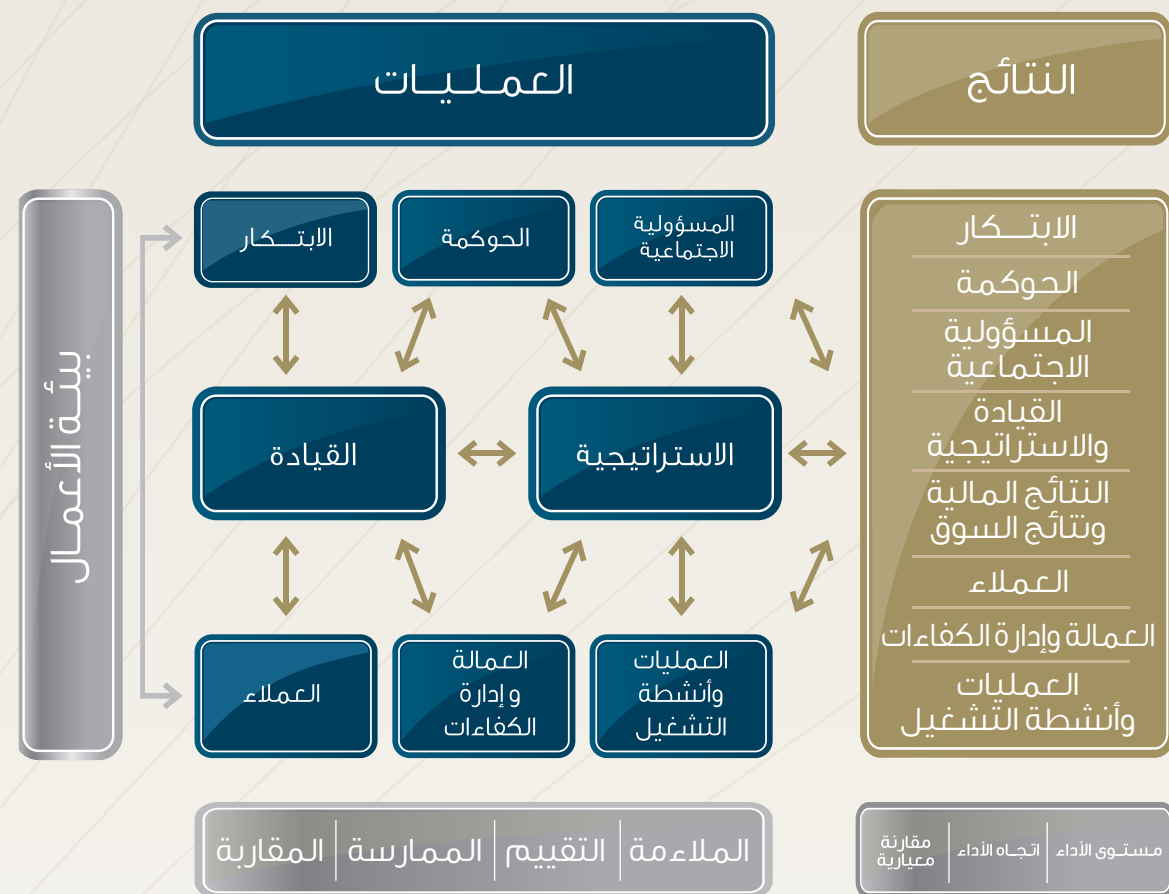 العمليات
النتائج
بيئة الأعمال
الابتكار
الحوكمة
المسؤولية
الاجتماعية
القيادة
الاستراتيجية
العملاء
العمالة
وإدارة
الكفاءات
العمليات
وأنشطة
التشغيل
الابتكار
الحوكمة
المسؤولية
الاجتماعية
القيادة
والاستراتيجية
النتائج المالية
ونتائج السوق
العملاء
العمالة وإدارة الكفاءات
العمليات
وأنشطة التشغيل
المقاربة
الممارسة
التقييم
الملاءمة
مقارنة
معيارية
اتجاه الأداء
مستوى الأداء